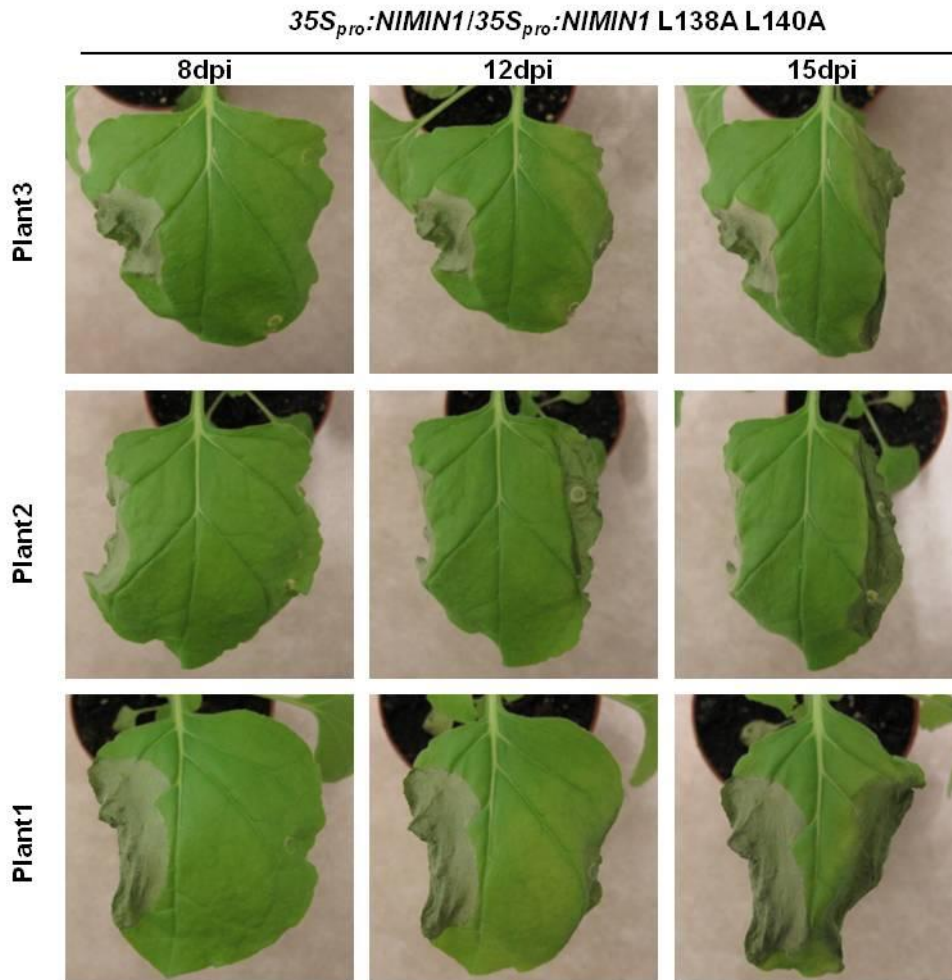 35Spro:NIMIN1/35Spro:NIMIN1 L138A L140A
8dpi 12dpi 15dpi
Plant3
Plant2
Plant1